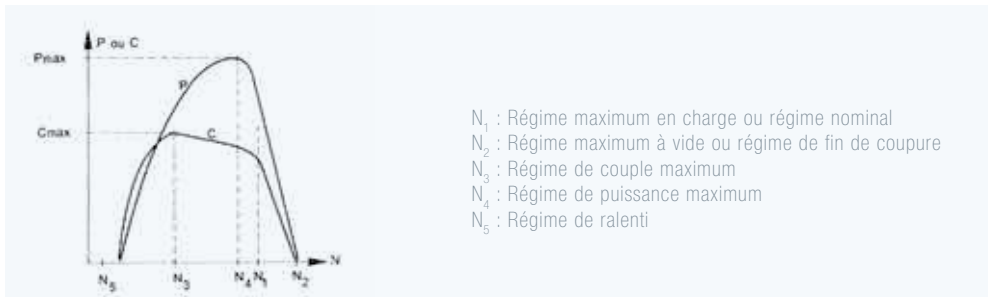 P ou C
Pmax
P
Cmax
C
N
N₅ N₃ N₄ N₁ N₂
N₁ : Régime maximum en charge ou régime nominal
N₂ : Régime maximum à vide ou régime de fin de coupure
N₃ : Régime de couple maximum
N₄ : Régime de puissance maximum
N₅ : Régime de ralenti